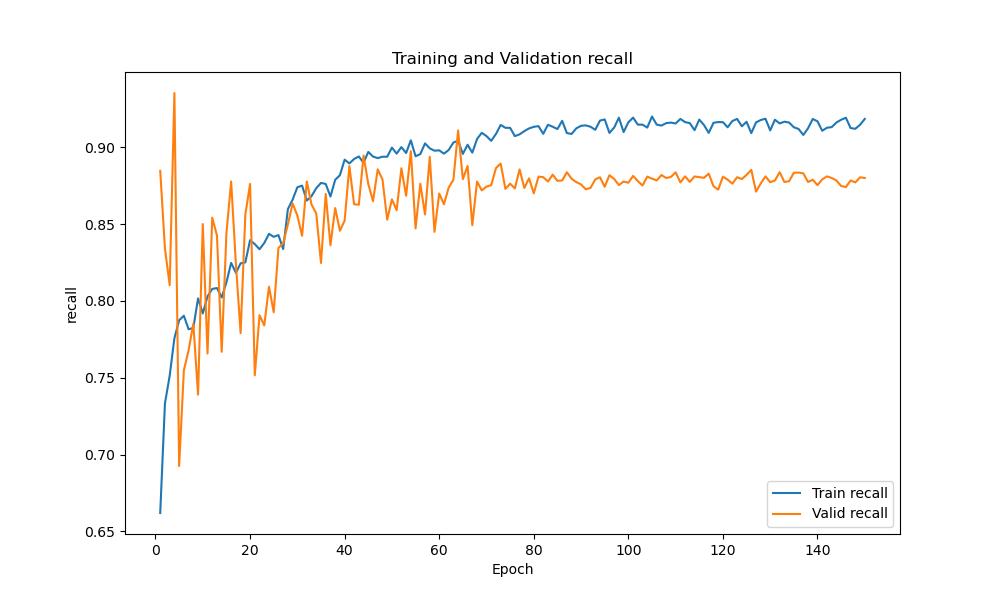 Training and Validation recall
recall
0.90
0.85
0.80
0.75
0.70
0.65
0 20 40 60 80 100 120 140
Epoch
Train recall
Valid recall